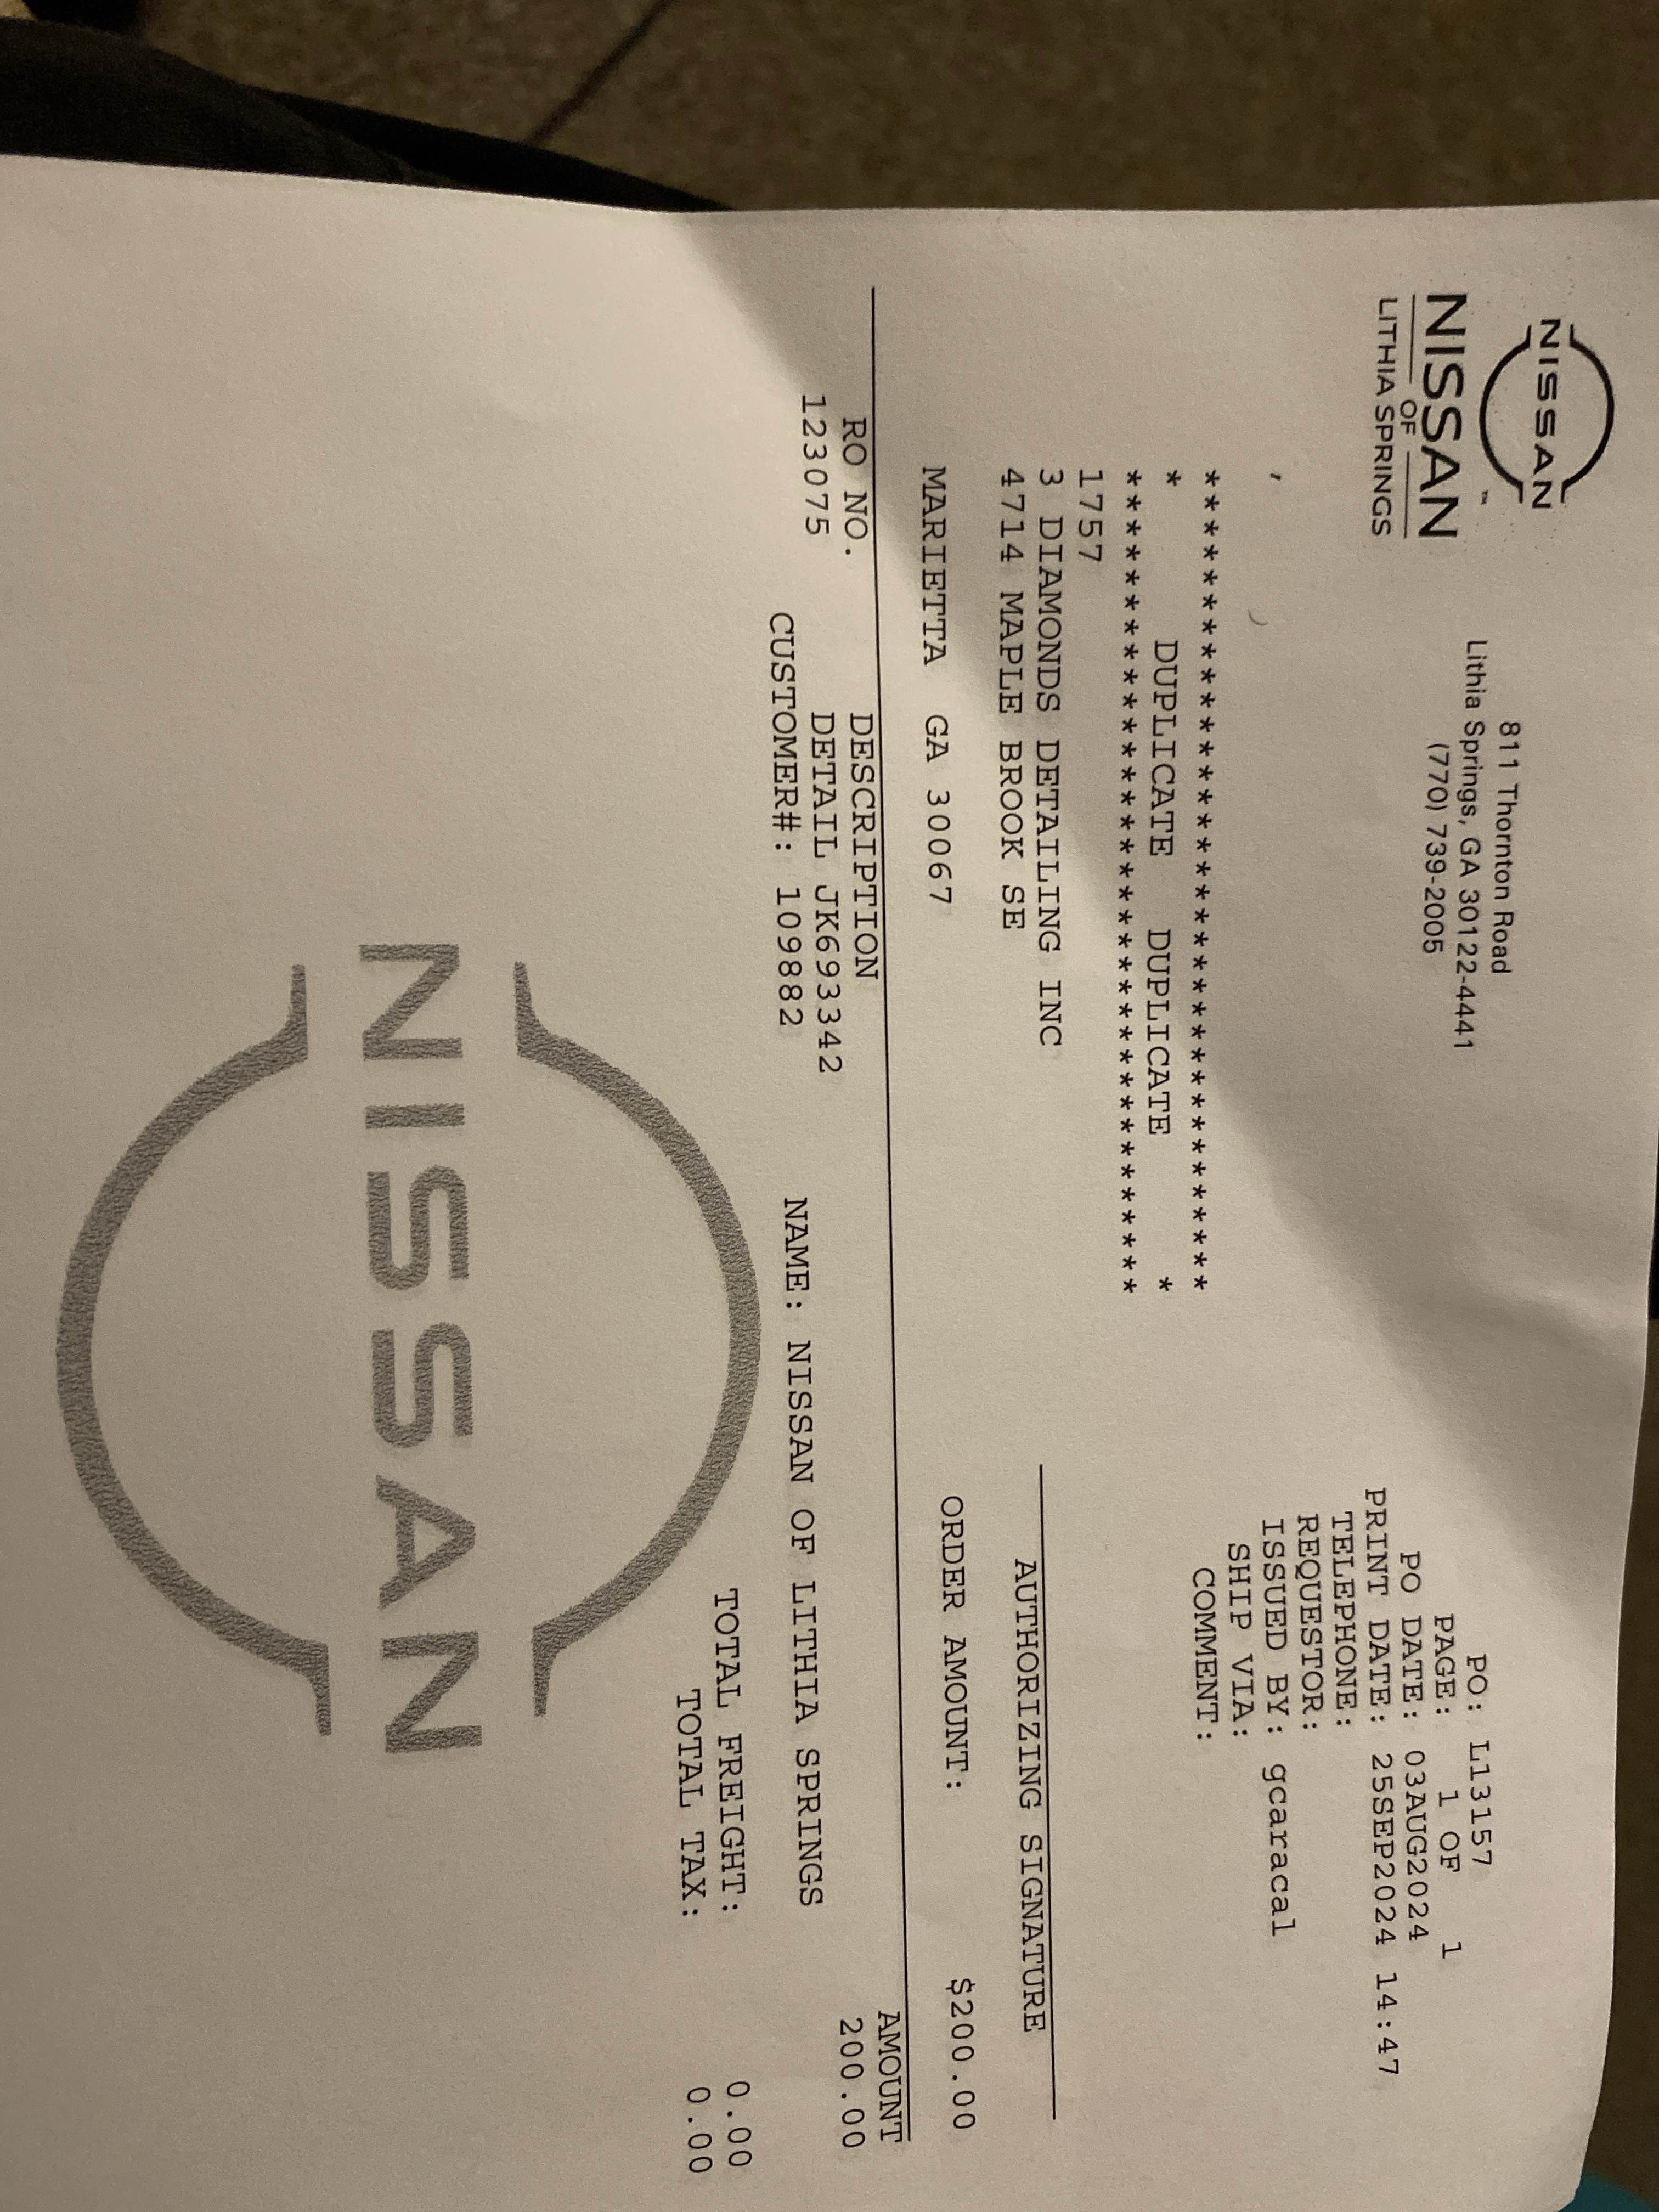 NISSAN
NISSAN™
OF
LITHIA SPRINGS
811 Thornton Road
Lithia Springs, GA 30122-4441
(770) 739-2005
PO: L13157
PAGE: 1 OF 1
PO DATE: 03AUG2024
PRINT DATE: 25SEP2024 14:47
TELEPHONE:
REQUESTOR:
ISSUED BY: gcaracal
SHIP VIA:
COMMENT:
,
**********************************
* DUPLICATE DUPLICATE *
**********************************
1757
3 DIAMONDS DETAILING INC
4714 MAPLE BROOK SE
MARIETTA GA 30067
AUTHORIZING SIGNATURE
ORDER AMOUNT: $200.00
RO NO. DESCRIPTION AMOUNT
123075 DETAIL JK693342 200.00
CUSTOMER#: 109882 NAME: NISSAN OF LITHIA SPRINGS
TOTAL FREIGHT: 0.00
TOTAL TAX: 0.00
NISSAN